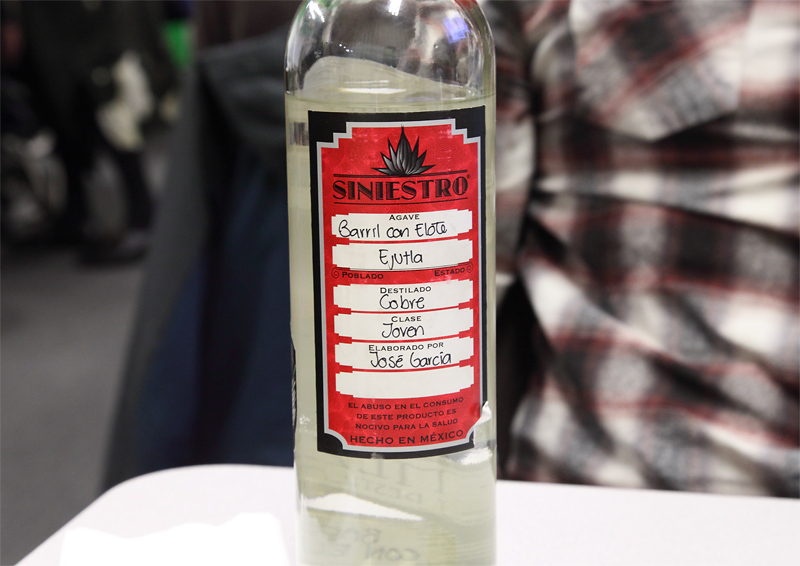 SINIESTRO®
AGAVE
Barril con Elote
Ejutla
POBLADO ESTADO
DESTILADO
Cobre
CLASE
Joven
ELABORADO POR
José García
EL ABUSO EN EL CONSUMO
DE ESTE PRODUCTO ES
NOCIVO PARA LA SALUD
HECHO EN MÉXICO